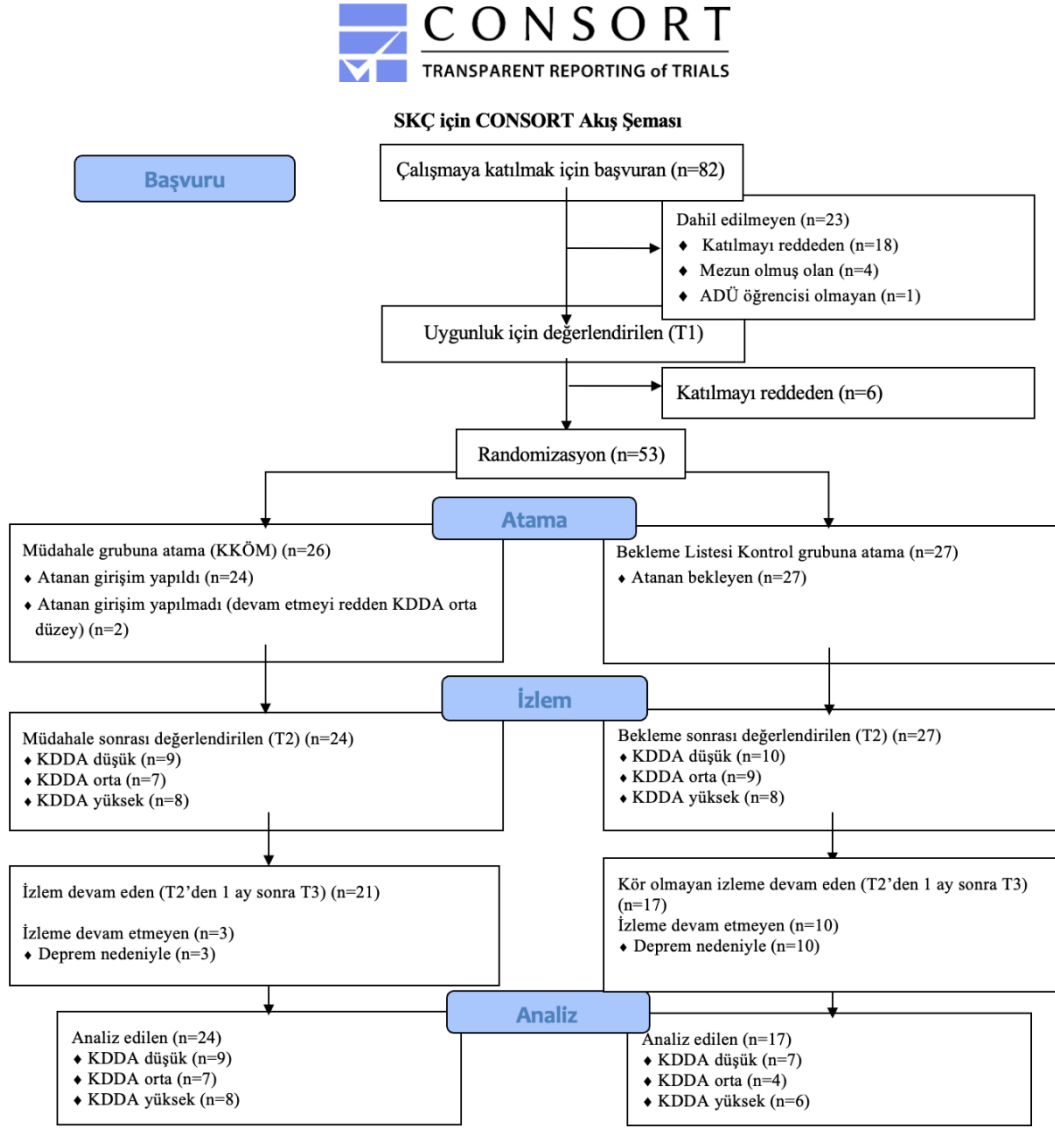 CONSORT
TRANSPARENT REPORTING of TRIALS
SKÇ için CONSORT Akış Şeması
Başvuru
Çalışmaya katılmak için başvuran (n=82)
Dahil edilmeyen (n=23)
♦ Katılmayı reddeden (n=18)
♦ Mezun olmuş olan (n=4)
♦ ADÜ öğrencisi olmayan (n=1)
Uygunluk için değerlendirilen (T1)
Katılmayı reddeden (n=6)
Randomizasyon (n=53)
Atama
Müdahale grubuna atama (KKÖM) (n=26)
♦ Atanan girişim yapıldı (n=24)
♦ Atanan girişim yapılmadı (devam etmeyi redden KDDA orta
düzey) (n=2)
Bekleme Listesi Kontrol grubuna atama (n=27)
♦ Atanan bekleyen (n=27)
İzlem
Müdahale sonrası değerlendirilen (T2) (n=24)
♦ KDDA düşük (n=9)
♦ KDDA orta (n=7)
♦ KDDA yüksek (n=8)
Bekleme sonrası değerlendirilen (T2) (n=27)
♦ KDDA düşük (n=10)
♦ KDDA orta (n=9)
♦ KDDA yüksek (n=8)
İzlem devam eden (T2'den 1 ay sonra T3) (n=21)
İzleme devam etmeyen (n=3)
♦ Deprem nedeniyle (n=3)
Kör olmayan izleme devam eden (T2'den 1 ay sonra T3)
(n=17)
İzleme devam etmeyen (n=10)
♦ Deprem nedeniyle (n=10)
Analiz
Analiz edilen (n=24)
♦ KDDA düşük (n=9)
♦ KDDA orta (n=7)
♦ KDDA yüksek (n=8)
Analiz edilen (n=17)
♦ KDDA düşük (n=7)
♦ KDDA orta (n=4)
♦ KDDA yüksek (n=6)